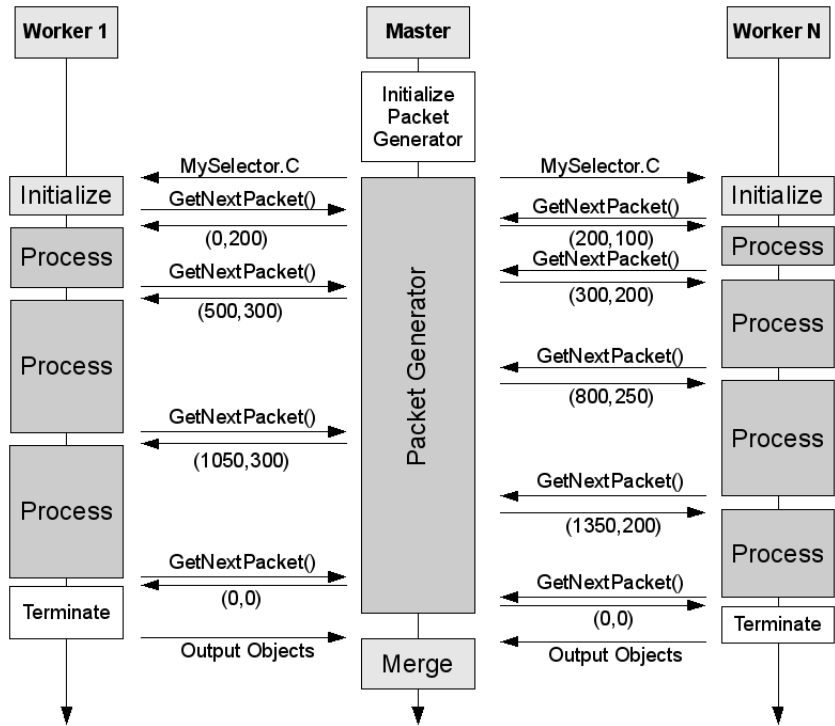 Worker 1
Master
Worker N
Initialize
Packet
Generator
MySelector.C
MySelector.C
Initialize
GetNextPacket()
(0,200)
GetNextPacket()
(200,100)
Initialize
Process
GetNextPacket()
(500,300)
GetNextPacket()
(300,200)
Process
Process
Packet Generator
GetNextPacket()
(800,250)
Process
GetNextPacket()
(1050,300)
Process
Process
GetNextPacket()
(1350,200)
Process
GetNextPacket()
(0,0)
GetNextPacket()
(0,0)
Terminate
Output Objects
Merge
Output Objects
Terminate